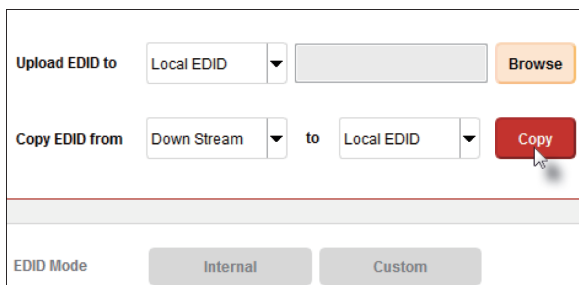 Upload EDID to Local EDID Browse
Copy EDID from Down Stream to Local EDID Copy
EDID Mode Internal Custom